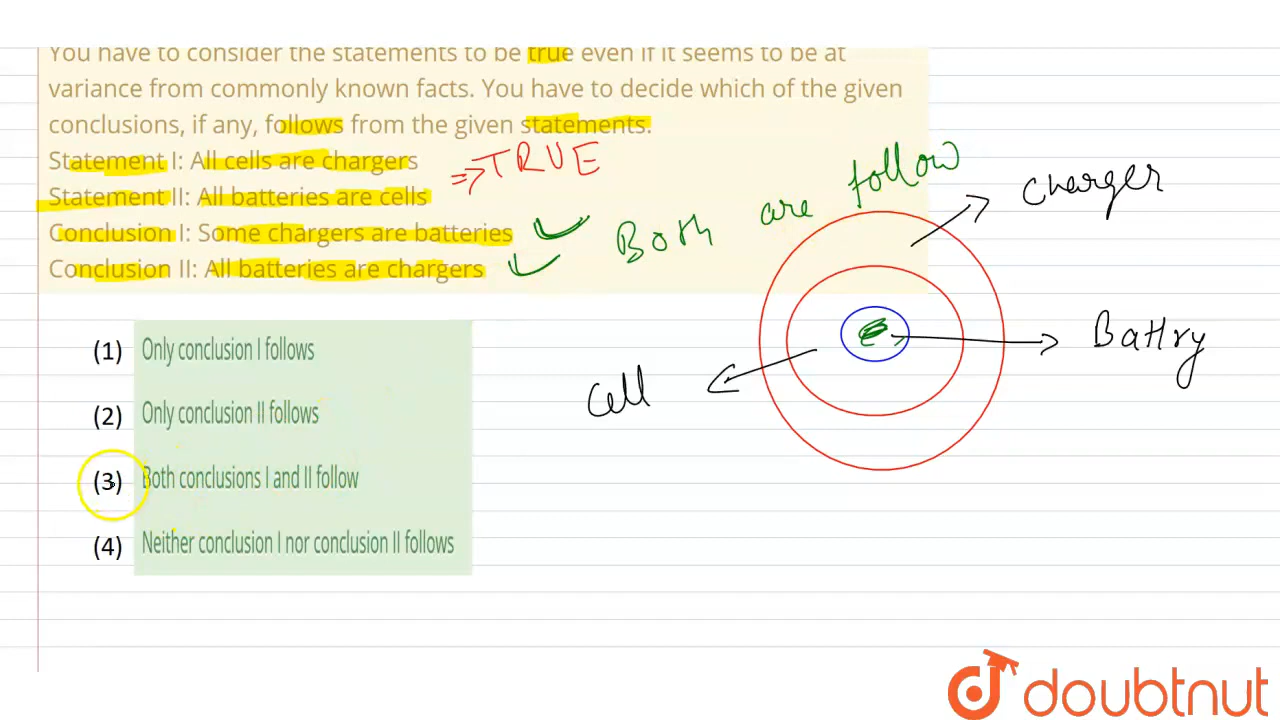 You have to consider the statements to be true even if it seems to be at
variance from commonly known facts. You have to decide which of the given
conclusions, if any, follows from the given statements.
Statement I: All cells are chargers
⇒ TRUE
Statement II: All batteries are cells
Conclusion I: Some chargers are batteries
Conclusion II: All batteries are chargers
Both are follow
Charger
Battry
Cell
(1) Only conclusion I follows
(2) Only conclusion II follows
(3) Both conclusions I and II follow
(4) Neither conclusion I nor conclusion II follows
doubtnut